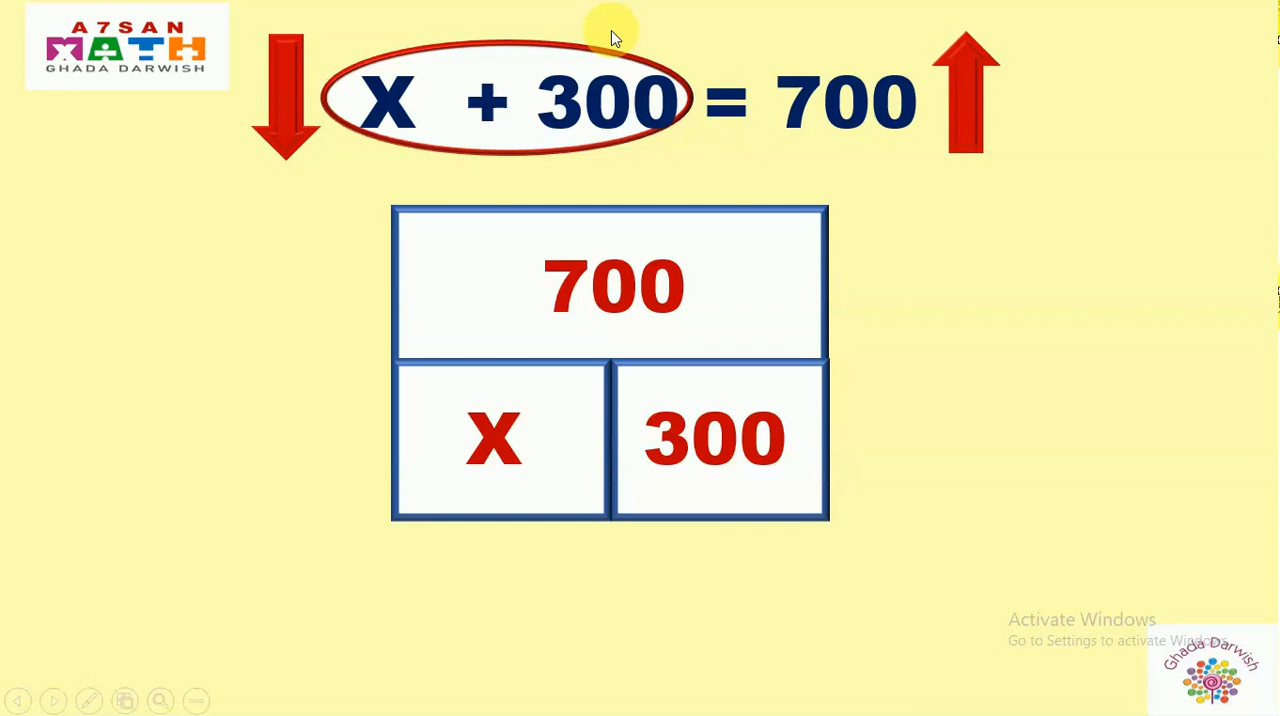 A7SAN
MATH
GHADA DARWISH
X + 300 = 700
700
X 300
Activate Windows
Go to Settings to activate Windows.
Ghada Darwish